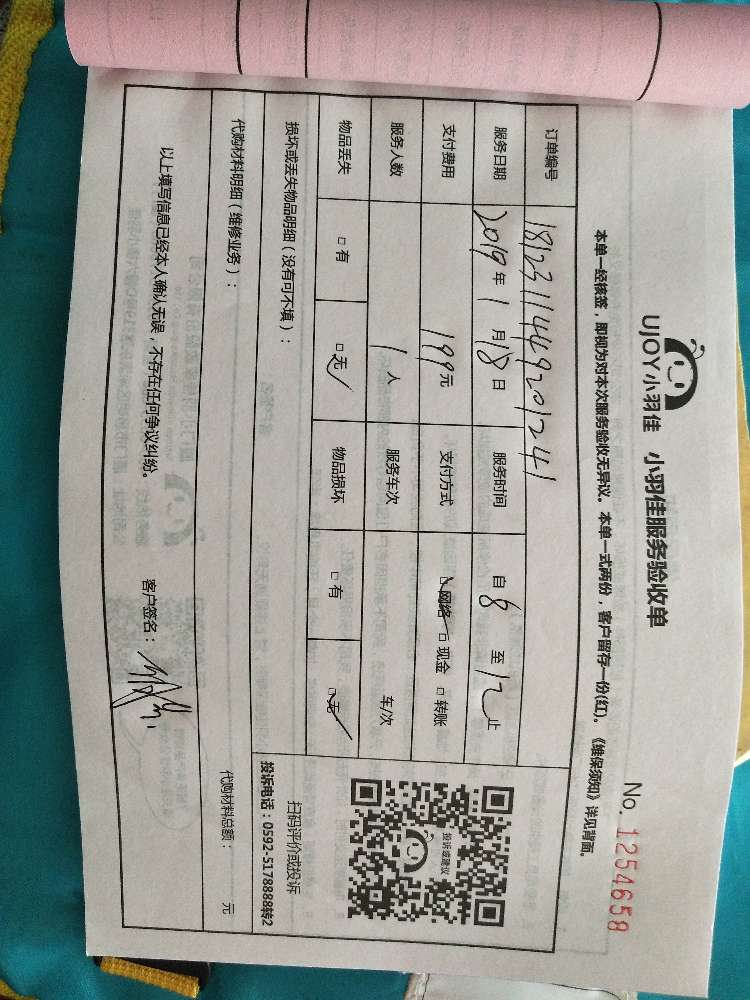 UJOY小羽佳 小羽佳服务验收单
No. 1254658
本单一经核签，即视为对本次服务验收无异议。本单一式两份，客户留存一份(红)。《维保须知》详见背面。
订单编号 1812311449201241
服务日期 2019年1月18日 服务时间 自8至12止
支付费用 199元 支付方式 □网络 □现金 □转账
服务人数 1人 服务车次 车/次
物品丢失 □有 □无 物品损坏 □有 □无
投诉或建议
扫码评价或投诉
投诉电话：0592-5178888转2
损坏或丢失物品明细（没有可不填）：
代购材料明细（维修业务）： 代购材料总额： 元
以上填写信息已经本人确认无误，不存在任何争议纠纷。 客户签名：